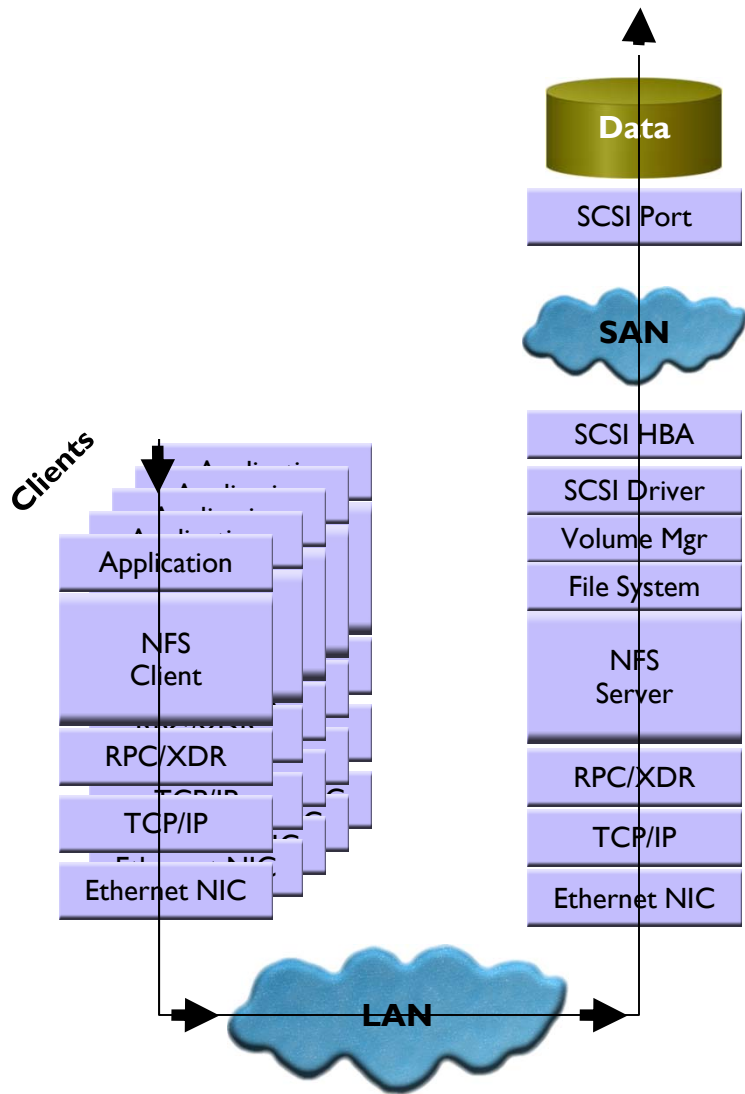 Data
SCSI Port
SAN
SCSI HBA
SCSI Driver
Volume Mgr
File System
NFS
Server
RPC/XDR
TCP/IP
Ethernet NIC
Clients
Application
NFS
Client
RPC/XDR
TCP/IP
Ethernet NIC
LAN